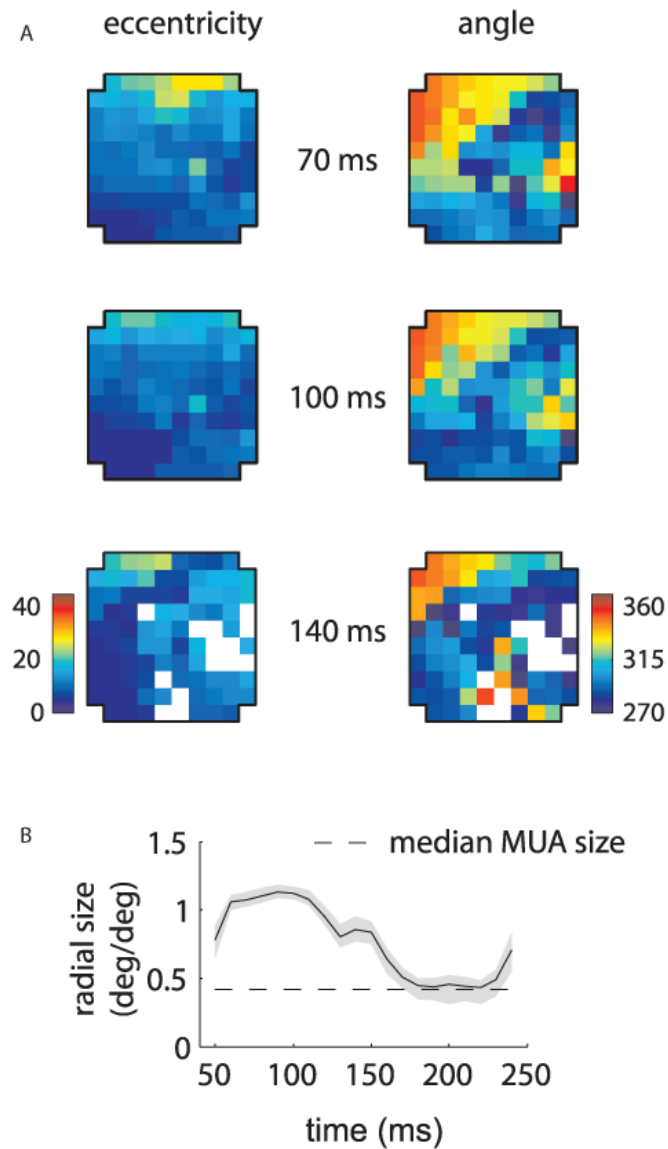 A
eccentricity
angle
70 ms
100 ms
140 ms
40
20
0
360
315
270
B
median MUA size
radial size
(deg/deg)
1.5
1
0.5
0
50
100
150
200
250
time (ms)